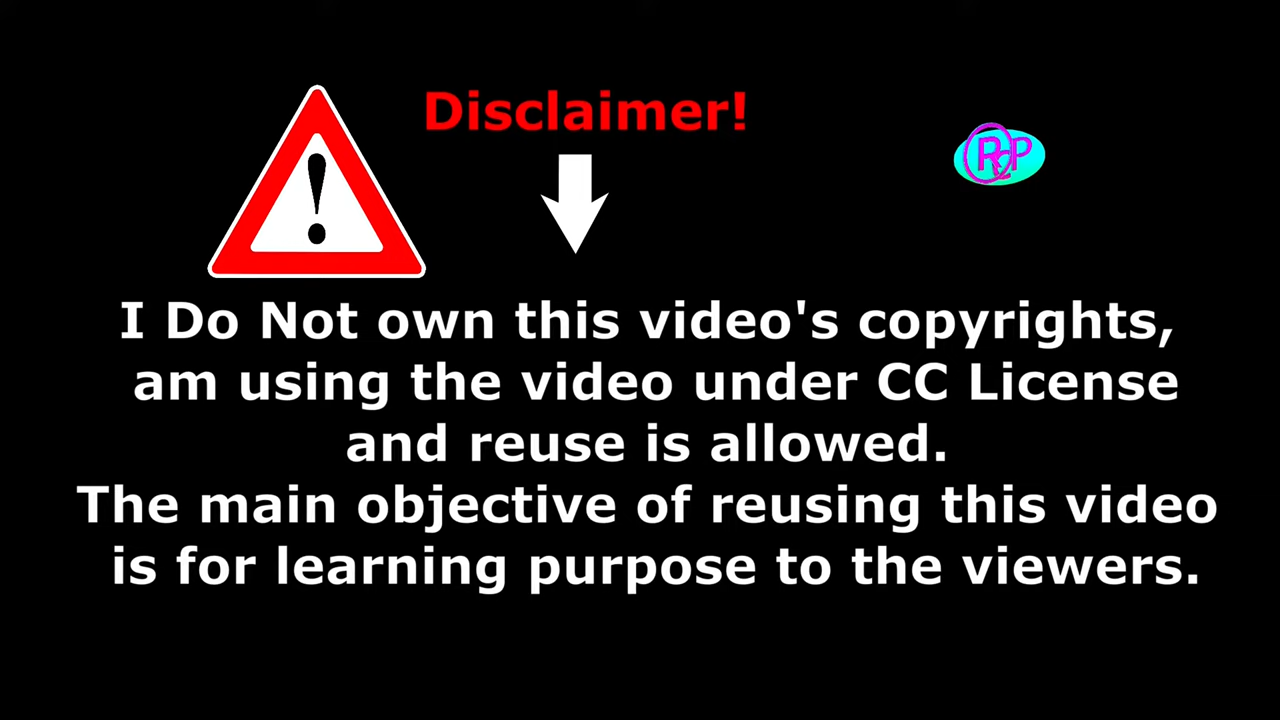 Disclaimer!
I Do Not own this video's copyrights,
am using the video under CC License
and reuse is allowed.
The main objective of reusing this video
is for learning purpose to the viewers.